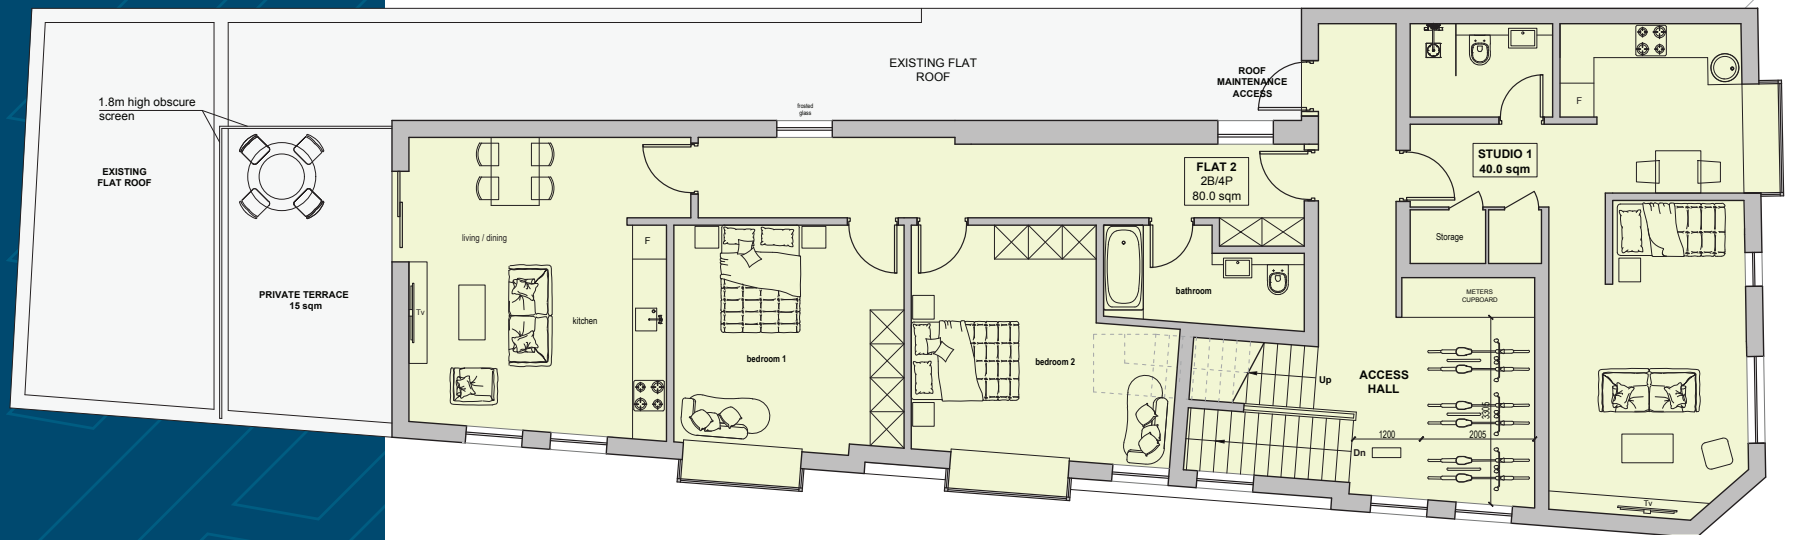 EXISTING FLAT
ROOF
ROOF
MAINTENANCE
ACCESS
1.8m high obscure
screen
frosted
glass
F
EXISTING
FLAT ROOF
STUDIO 1
40.0 sqm
FLAT 2
2B/4P
80.0 sqm
living / dining
F
Storage
PRIVATE TERRACE
15 sqm
bathroom
METERS
CUPBOARD
Tv
kitchen
bedroom 1
bedroom 2
Up
ACCESS
HALL
3305
1200
2005
Dn
Tv